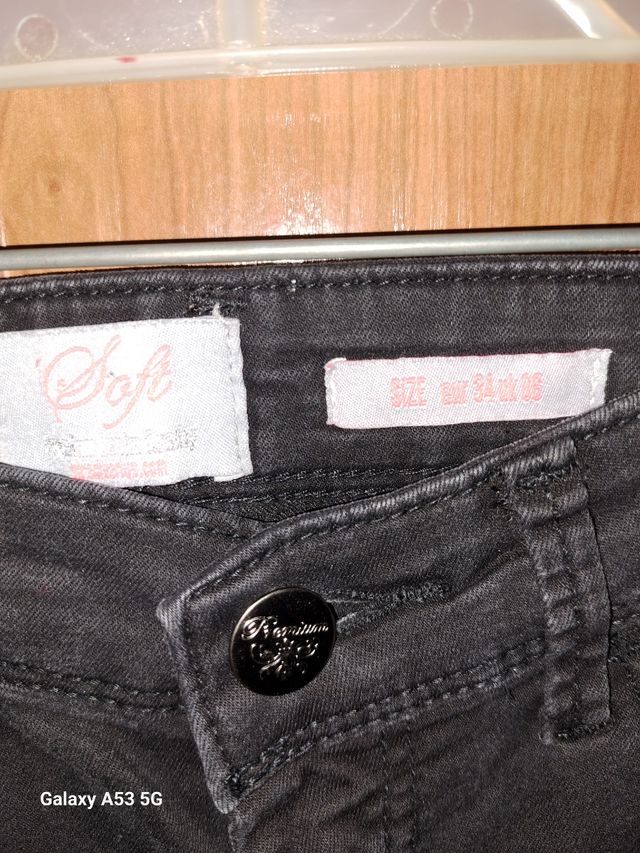 Soft
SIZE eur 34 uk 06
Premium
Galaxy A53 5G